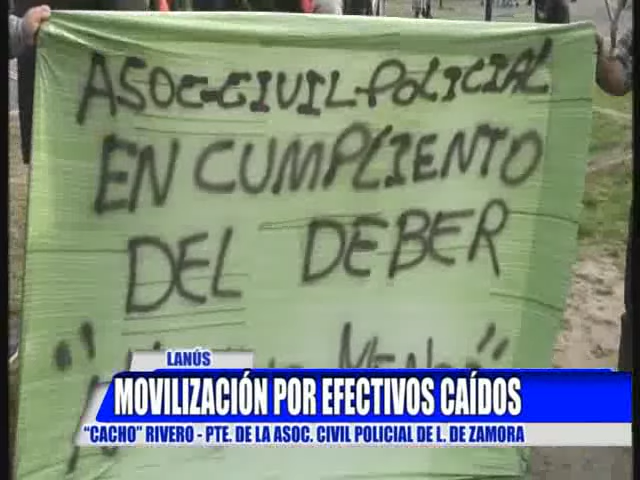 ASOC-CIVIL-POLICIAL
EN CUMPLIENTO
DEL DEBER
LANÚS
MOVILIZACIÓN POR EFECTIVOS CAÍDOS
"CACHO" RIVERO - PTE. DE LA ASOC. CIVIL POLICIAL DE L. DE ZAMORA